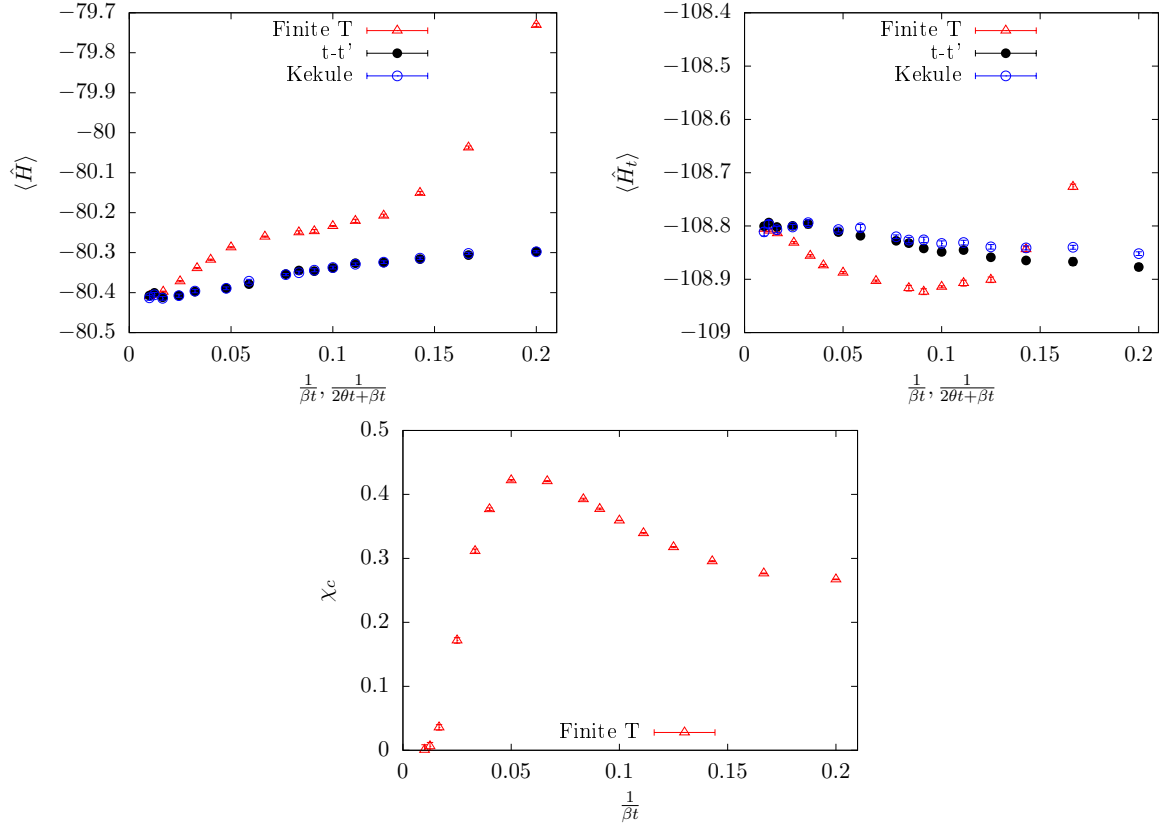 −79.7
−79.8
−79.9
−80
−80.1
−80.2
−80.3
−80.4
−80.5
⟨Ĥ⟩
Finite T
t-t'
Kekule
0 0.05 0.1 0.15 0.2
1/βt, 1/(2θt+βt)
−108.4
−108.5
−108.6
−108.7
−108.8
−108.9
−109
⟨Ĥ_t⟩
Finite T
t-t'
Kekule
0 0.05 0.1 0.15 0.2
1/βt, 1/(2θt+βt)
0.5
0.4
0.3
0.2
0.1
0
χ_c
Finite T
0 0.05 0.1 0.15 0.2
1/βt